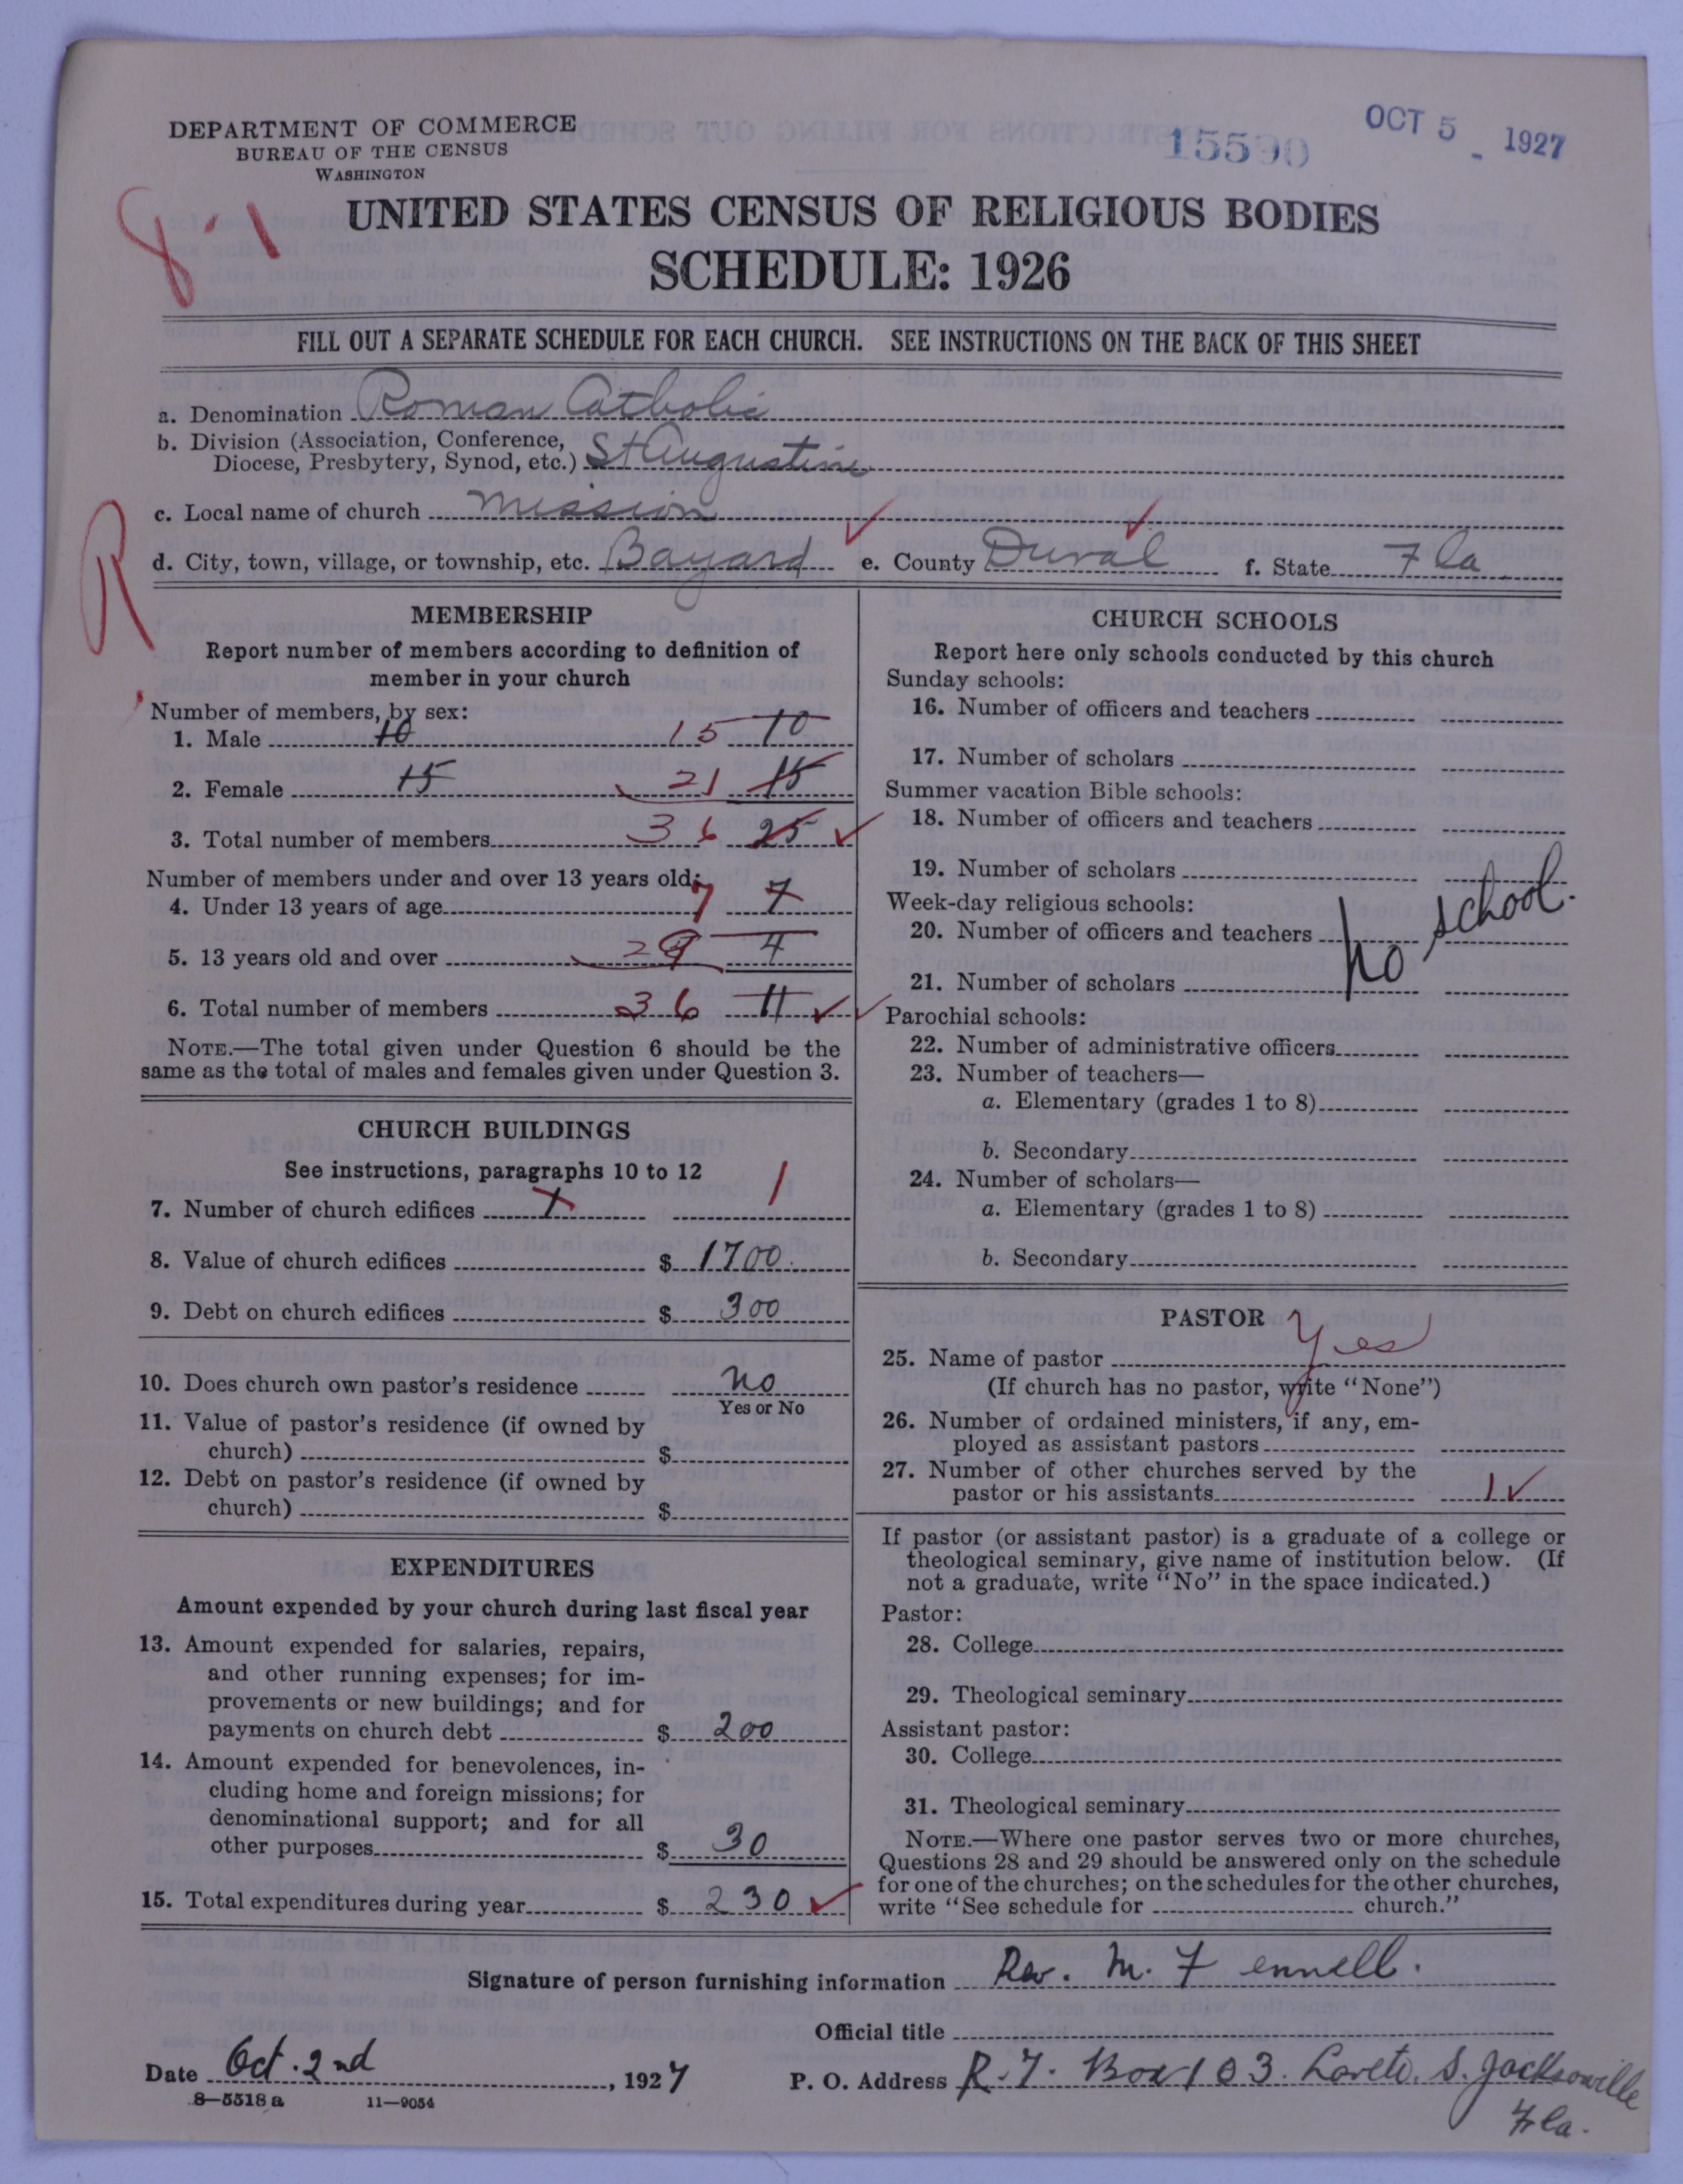 DEPARTMENT OF COMMERCE
BUREAU OF THE CENSUS
WASHINGTON
15590
OCT 5 1927
8-1
UNITED STATES CENSUS OF RELIGIOUS BODIES
SCHEDULE: 1926
FILL OUT A SEPARATE SCHEDULE FOR EACH CHURCH. SEE INSTRUCTIONS ON THE BACK OF THIS SHEET
a. Denomination Roman Catholic
b. Division (Association, Conference,
Diocese, Presbytery, Synod, etc.) St Augustine
c. Local name of church Mission
R
d. City, town, village, or township, etc. Bayard e. County Duval f. State Fla
MEMBERSHIP
Report number of members according to definition of
member in your church
Number of members, by sex:
1. Male 10 15 10
2. Female 15 21 15
3. Total number of members 36 25
Number of members under and over 13 years old:
4. Under 13 years of age 7 7
5. 13 years old and over 29 4
6. Total number of members 36 11
NOTE.—The total given under Question 6 should be the
same as the total of males and females given under Question 3.
CHURCH BUILDINGS
See instructions, paragraphs 10 to 12
7. Number of church edifices 1 1
8. Value of church edifices $ 1700
9. Debt on church edifices $ 300
10. Does church own pastor's residence no
Yes or No
11. Value of pastor's residence (if owned by
church) $
12. Debt on pastor's residence (if owned by
church) $
EXPENDITURES
Amount expended by your church during last fiscal year
13. Amount expended for salaries, repairs,
and other running expenses; for im-
provements or new buildings; and for
payments on church debt $ 200
14. Amount expended for benevolences, in-
cluding home and foreign missions; for
denominational support; and for all
other purposes $ 30
15. Total expenditures during year $ 230
CHURCH SCHOOLS
Report here only schools conducted by this church
Sunday schools:
16. Number of officers and teachers
17. Number of scholars
Summer vacation Bible schools:
18. Number of officers and teachers
19. Number of scholars
Week-day religious schools:
20. Number of officers and teachers no school.
21. Number of scholars
Parochial schools:
22. Number of administrative officers
23. Number of teachers—
a. Elementary (grades 1 to 8)
b. Secondary
24. Number of scholars—
a. Elementary (grades 1 to 8)
b. Secondary
PASTOR
25. Name of pastor Yes
(If church has no pastor, write "None")
26. Number of ordained ministers, if any, em-
ployed as assistant pastors
27. Number of other churches served by the
pastor or his assistants 1
If pastor (or assistant pastor) is a graduate of a college or
theological seminary, give name of institution below. (If
not a graduate, write "No" in the space indicated.)
Pastor:
28. College
29. Theological seminary
Assistant pastor:
30. College
31. Theological seminary
NOTE.—Where one pastor serves two or more churches,
Questions 28 and 29 should be answered only on the schedule
for one of the churches; on the schedules for the other churches,
write "See schedule for church."
Signature of person furnishing information Rev. M. Fennell.
Official title
Date Oct. 2nd, 1927 P. O. Address R. 7. Box 103. Loreto. S. Jacksonville
Fla.
8—5518 a 11—9054